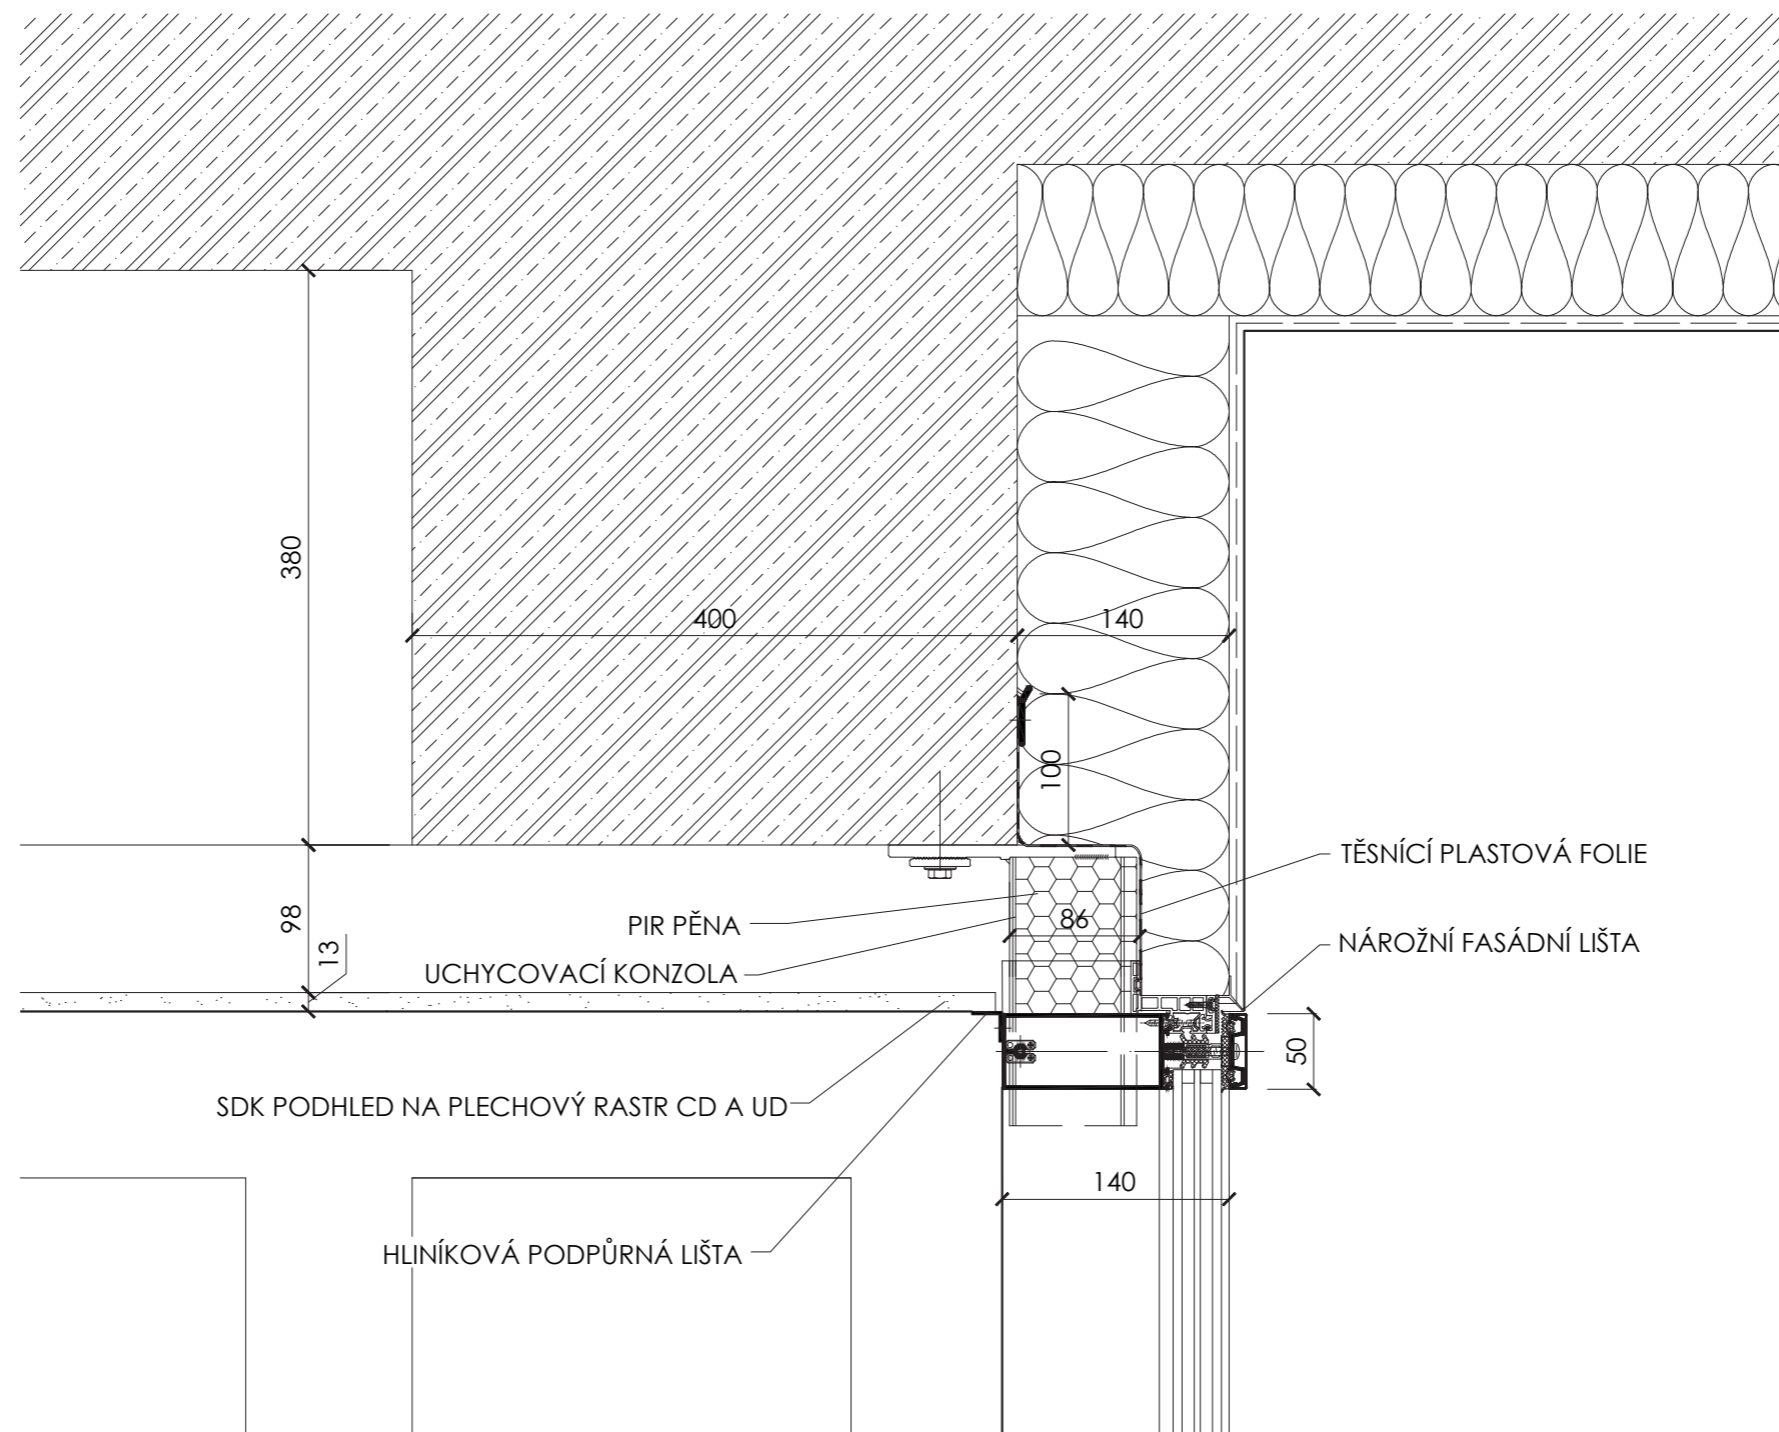 380
400
140
100
TĚSNÍCÍ PLASTOVÁ FOLIE
98
86
PIR PĚNA
13
NÁROŽNÍ FASÁDNÍ LIŠTA
UCHYCOVACÍ KONZOLA
50
SDK PODHLED NA PLECHOVÝ RASTR CD A UD
140
HLINÍKOVÁ PODPŮRNÁ LIŠTA